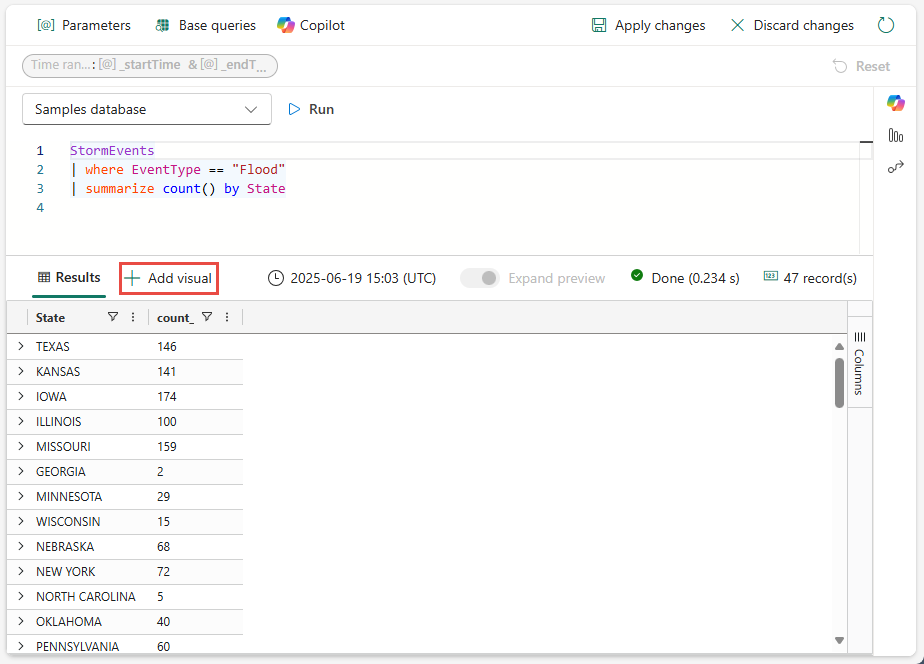 [@] Parameters Base queries Copilot Apply changes Discard changes
Time ran...: [@] _startTime & [@] _endT... Reset
Samples database Run
1 StormEvents
2 | where EventType == "Flood"
3 | summarize count() by State
4
Results Add visual 2025-06-19 15:03 (UTC) Expand preview Done (0.234 s) 123 47 record(s)
State count_
TEXAS 146
KANSAS 141
IOWA 174
ILLINOIS 100
MISSOURI 159
GEORGIA 2
MINNESOTA 29
WISCONSIN 15
NEBRASKA 68
NEW YORK 72
NORTH CAROLINA 5
OKLAHOMA 40
PENNSYLVANIA 60
Columns